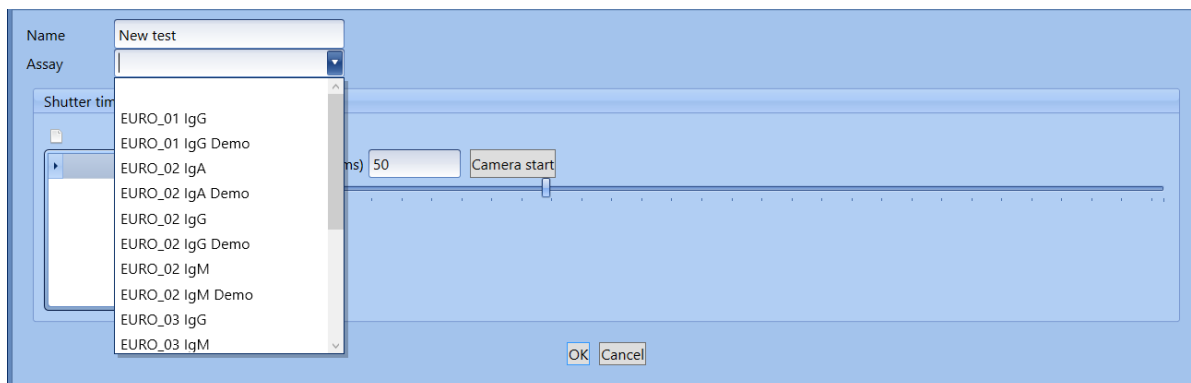 Name New test
Assay
Shutter tim
EURO_01 IgG
EURO_01 IgG Demo
EURO_02 IgA
ms) 50 Camera start
EURO_02 IgA Demo
EURO_02 IgG
EURO_02 IgG Demo
EURO_02 IgM
EURO_02 IgM Demo
EURO_03 IgG
EURO_03 IgM
OK Cancel